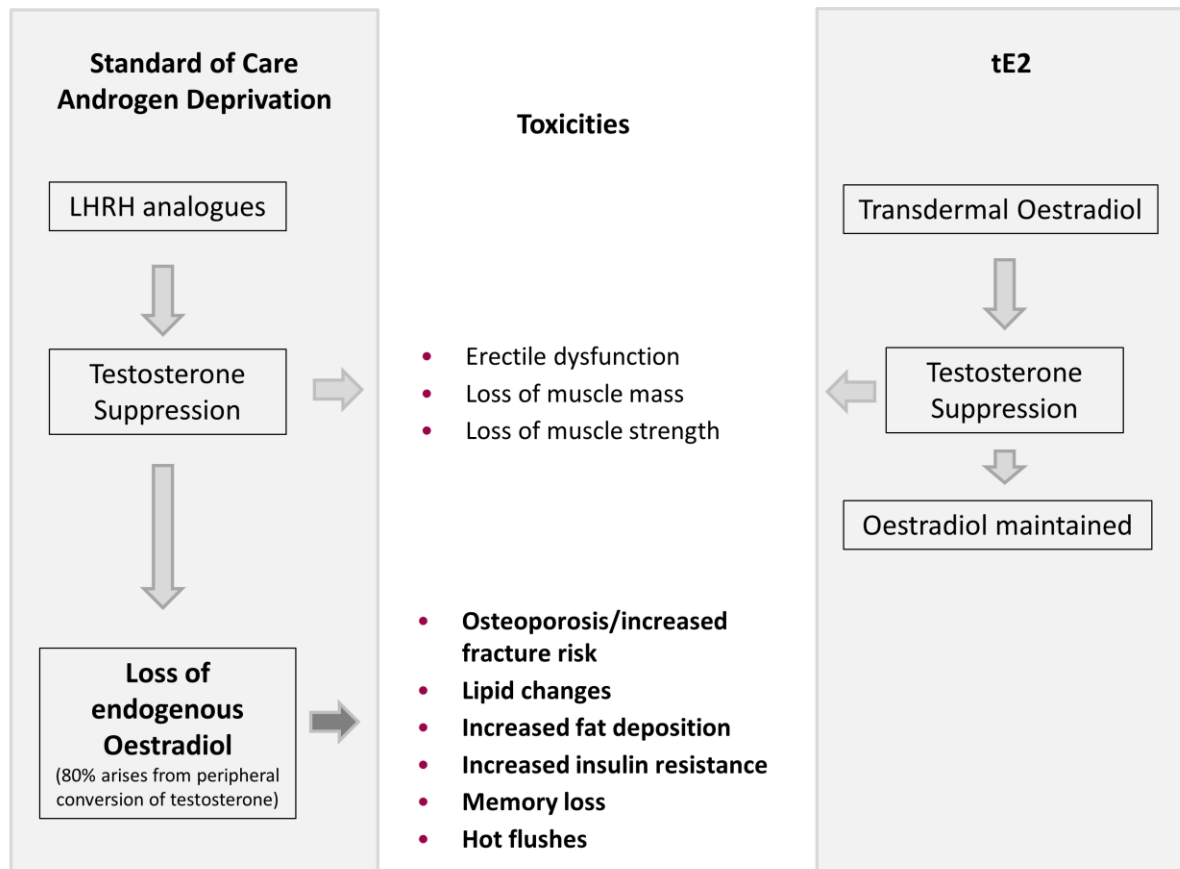 Standard of Care
Androgen Deprivation
LHRH analogues
Testosterone
Suppression
Loss of
endogenous
Oestradiol
(80% arises from peripheral
conversion of testosterone)
Toxicities
• Erectile dysfunction
• Loss of muscle mass
• Loss of muscle strength
• Osteoporosis/increased
fracture risk
• Lipid changes
• Increased fat deposition
• Increased insulin resistance
• Memory loss
• Hot flushes
tE2
Transdermal Oestradiol
Testosterone
Suppression
Oestradiol maintained